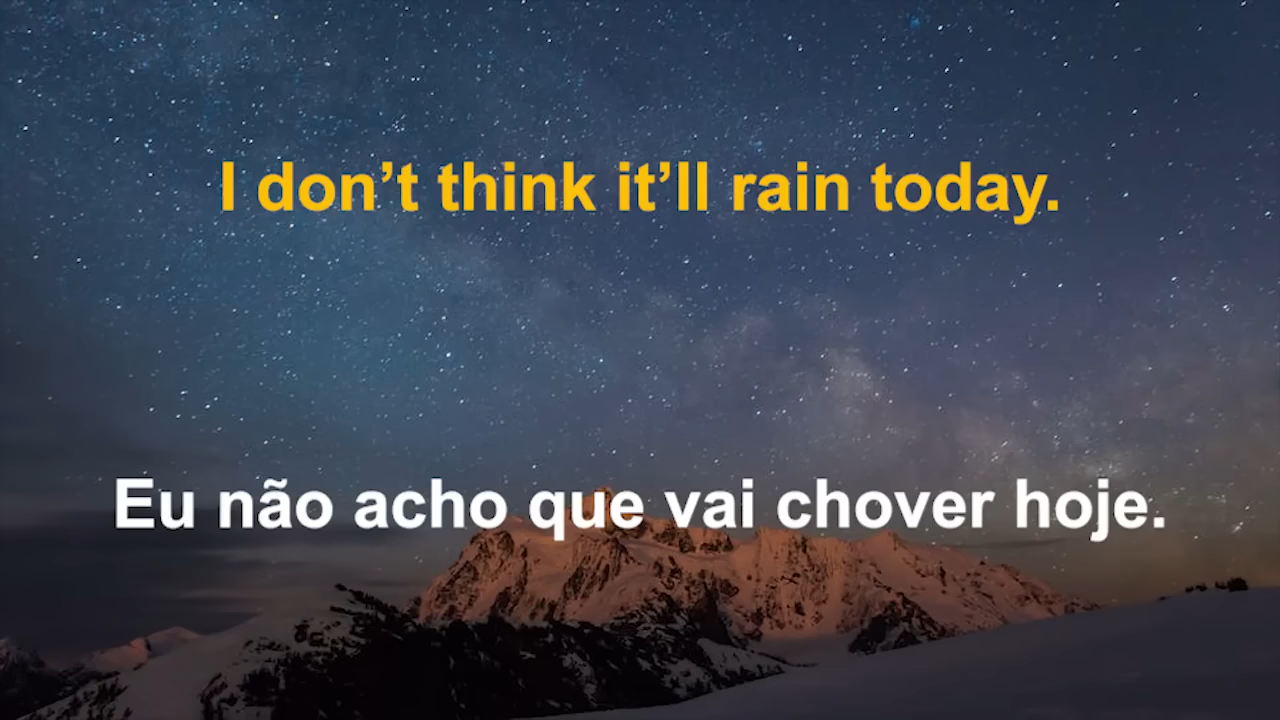 I don’t think it’ll rain today.
Eu não acho que vai chover hoje.